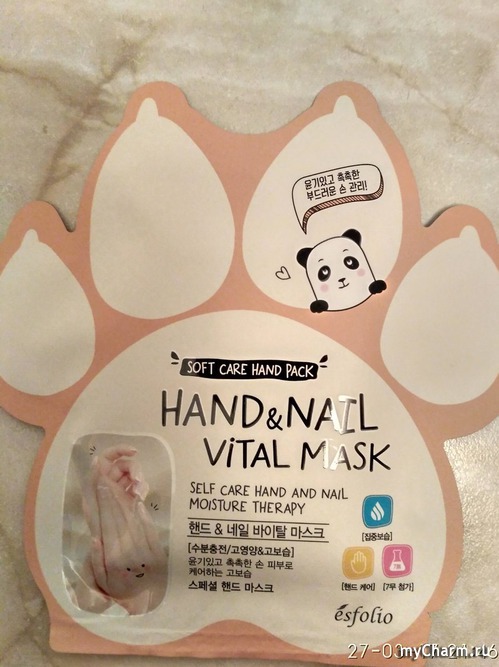 윤기있고 촉촉한
부드러운 손 관리!
SOFT CARE HAND PACK
HAND&NAIL
ViTAL MASK
SELF CARE HAND AND NAIL
MOISTURE THERAPY
핸드 & 네일 바이탈 마스크
[수분충전/고영양&고보습]
윤기있고 촉촉한 손 피부로
케어하는 고보습
스페셜 핸드 마스크
[집중보습]
[핸드 케어] [7무 첨가]
ésfolio
myCharm.ru